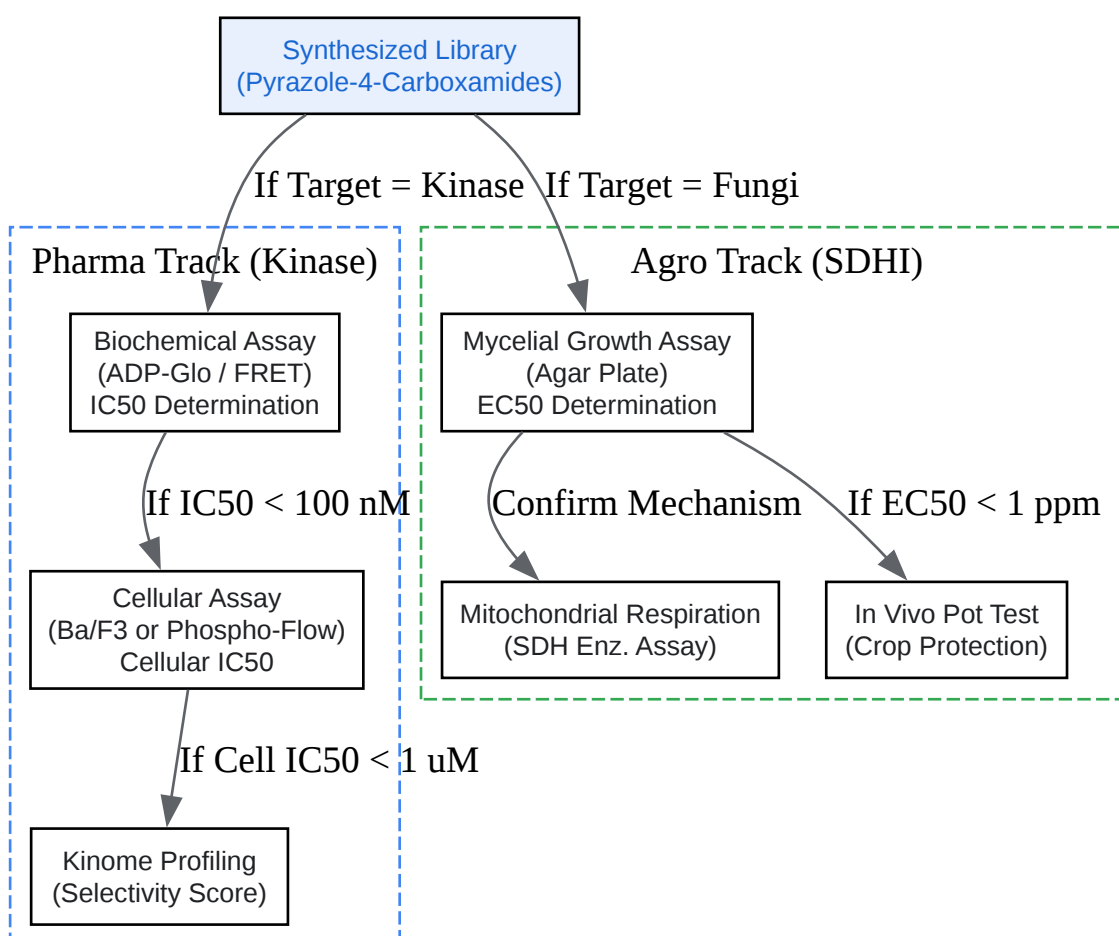 Synthesized Library
(Pyrazole-4-Carboxamides)
If Target = Kinase
If Target = Fungi
Pharma Track (Kinase)
Agro Track (SDHI)
Biochemical Assay
(ADP-Glo / FRET)
IC50 Determination
Mycelial Growth Assay
(Agar Plate)
EC50 Determination
If IC50 < 100 nM
Confirm Mechanism
If EC50 < 1 ppm
Cellular Assay
(Ba/F3 or Phospho-Flow)
Cellular IC50
Mitochondrial Respiration
(SDH Enz. Assay)
In Vivo Pot Test
(Crop Protection)
If Cell IC50 < 1 uM
Kinome Profiling
(Selectivity Score)